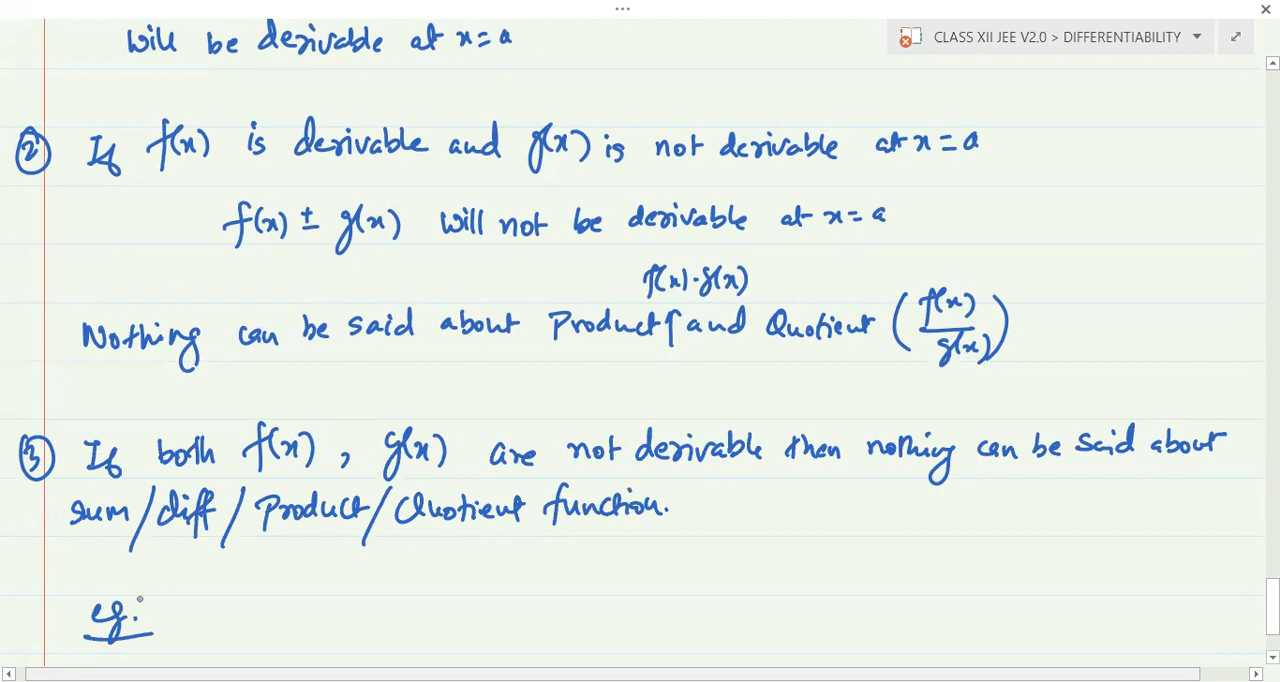 will be derivable at x = a
CLASS XII JEE V2.0 > DIFFERENTIABILITY
② If f(x) is derivable and g(x) is not derivable at x = a
f(x) ± g(x) will not be derivable at x = a
f(x)·g(x)
Nothing can be said about Product and Quotient (f(x)/g(x))
③ If both f(x), g(x) are not derivable then nothing can be said about
sum/diff/Product/Quotient function.
eg.